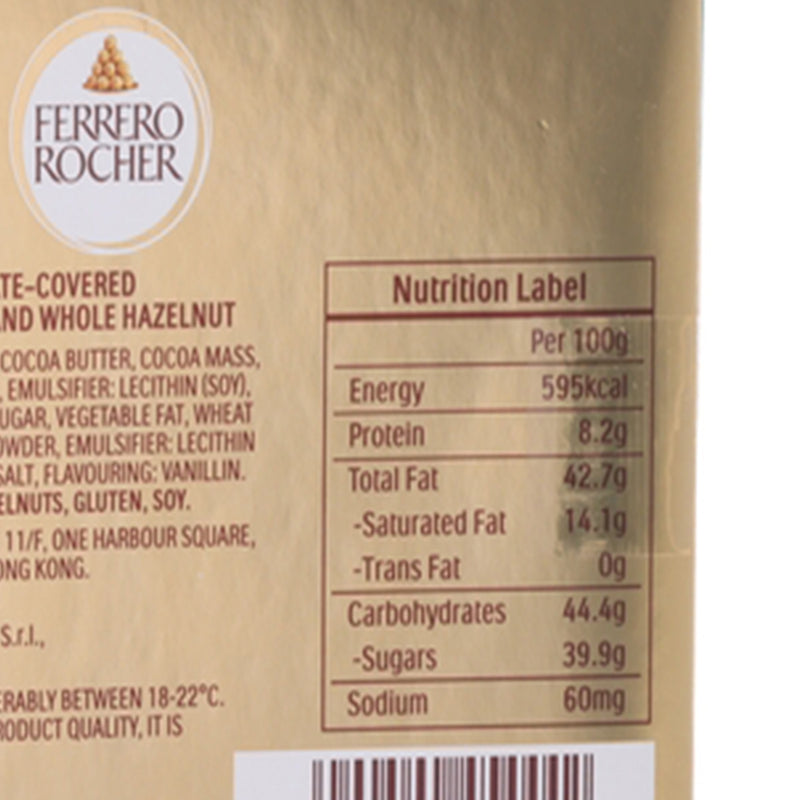 FERRERO
ROCHER
TE-COVERED
AND WHOLE HAZELNUT
COCOA BUTTER, COCOA MASS,
, EMULSIFIER: LECITHIN (SOY),
UGAR, VEGETABLE FAT, WHEAT
OWDER, EMULSIFIER: LECITHIN
SALT, FLAVOURING: VANILLIN.
ELNUTS, GLUTEN, SOY.
11/F, ONE HARBOUR SQUARE,
ONG KONG.
S.r.l.,
ERABLY BETWEEN 18-22°C.
RODUCT QUALITY, IT IS
Nutrition Label
Per 100g
Energy 595kcal
Protein 8.2g
Total Fat 42.7g
-Saturated Fat 14.1g
-Trans Fat 0g
Carbohydrates 44.4g
-Sugars 39.9g
Sodium 60mg